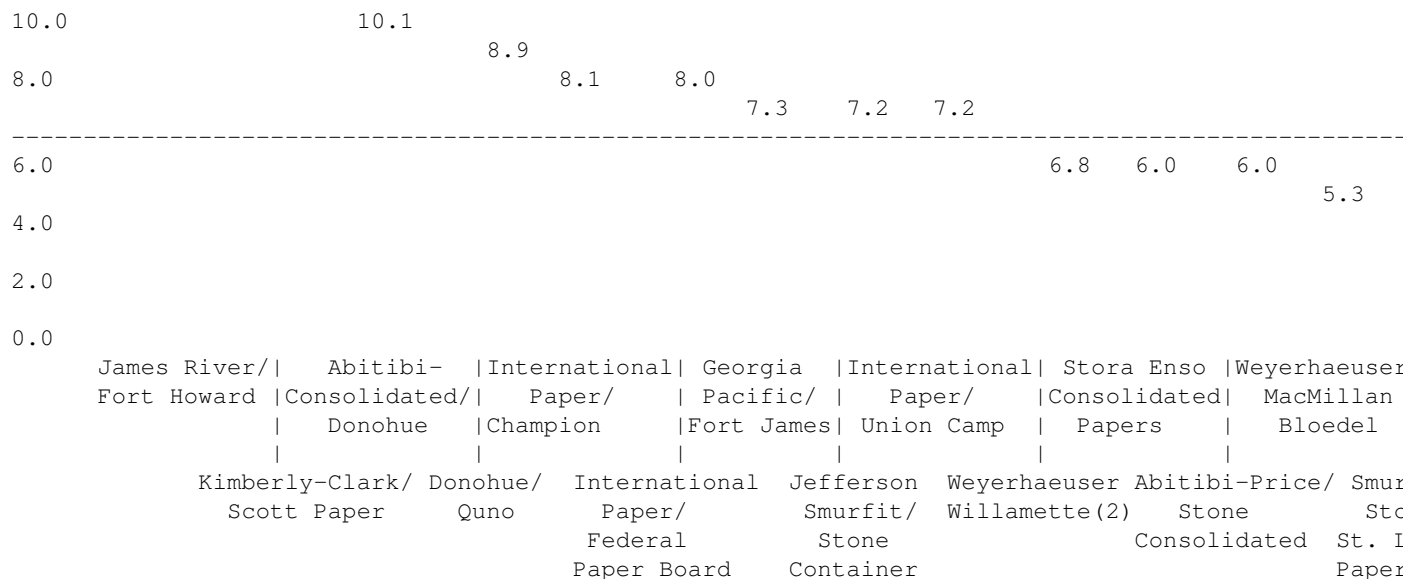 10.0 10.1
8.9
8.0 8.1 8.0
7.3 7.2 7.2
6.0 6.8 6.0 6.0
5.3
4.0
2.0
0.0
James River/| Abitibi- |International| Georgia |International| Stora Enso |Weyerhaeuser
Fort Howard |Consolidated/| Paper/ | Pacific/ | Paper/ |Consolidated| MacMillan
| Donohue |Champion |Fort James| Union Camp | Papers | Bloedel
| | | | | |
Kimberly-Clark/ Donohue/ International Jefferson Weyerhaeuser Abitibi-Price/
Scott Paper Quno Paper/ Smurfit/ Willamette(2) Stone
Federal Stone Consolidated St.
Paper Board Container Paper